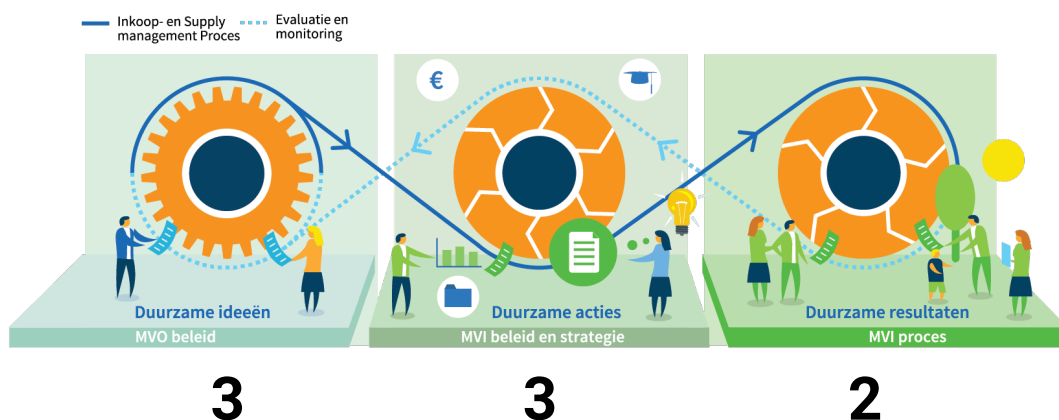 Inkoop- en Supply
management Proces
Evaluatie en
monitoring
€
Duurzame ideeën
Duurzame acties
Duurzame resultaten
MVO beleid
MVI beleid en strategie
MVI proces
3
3
2